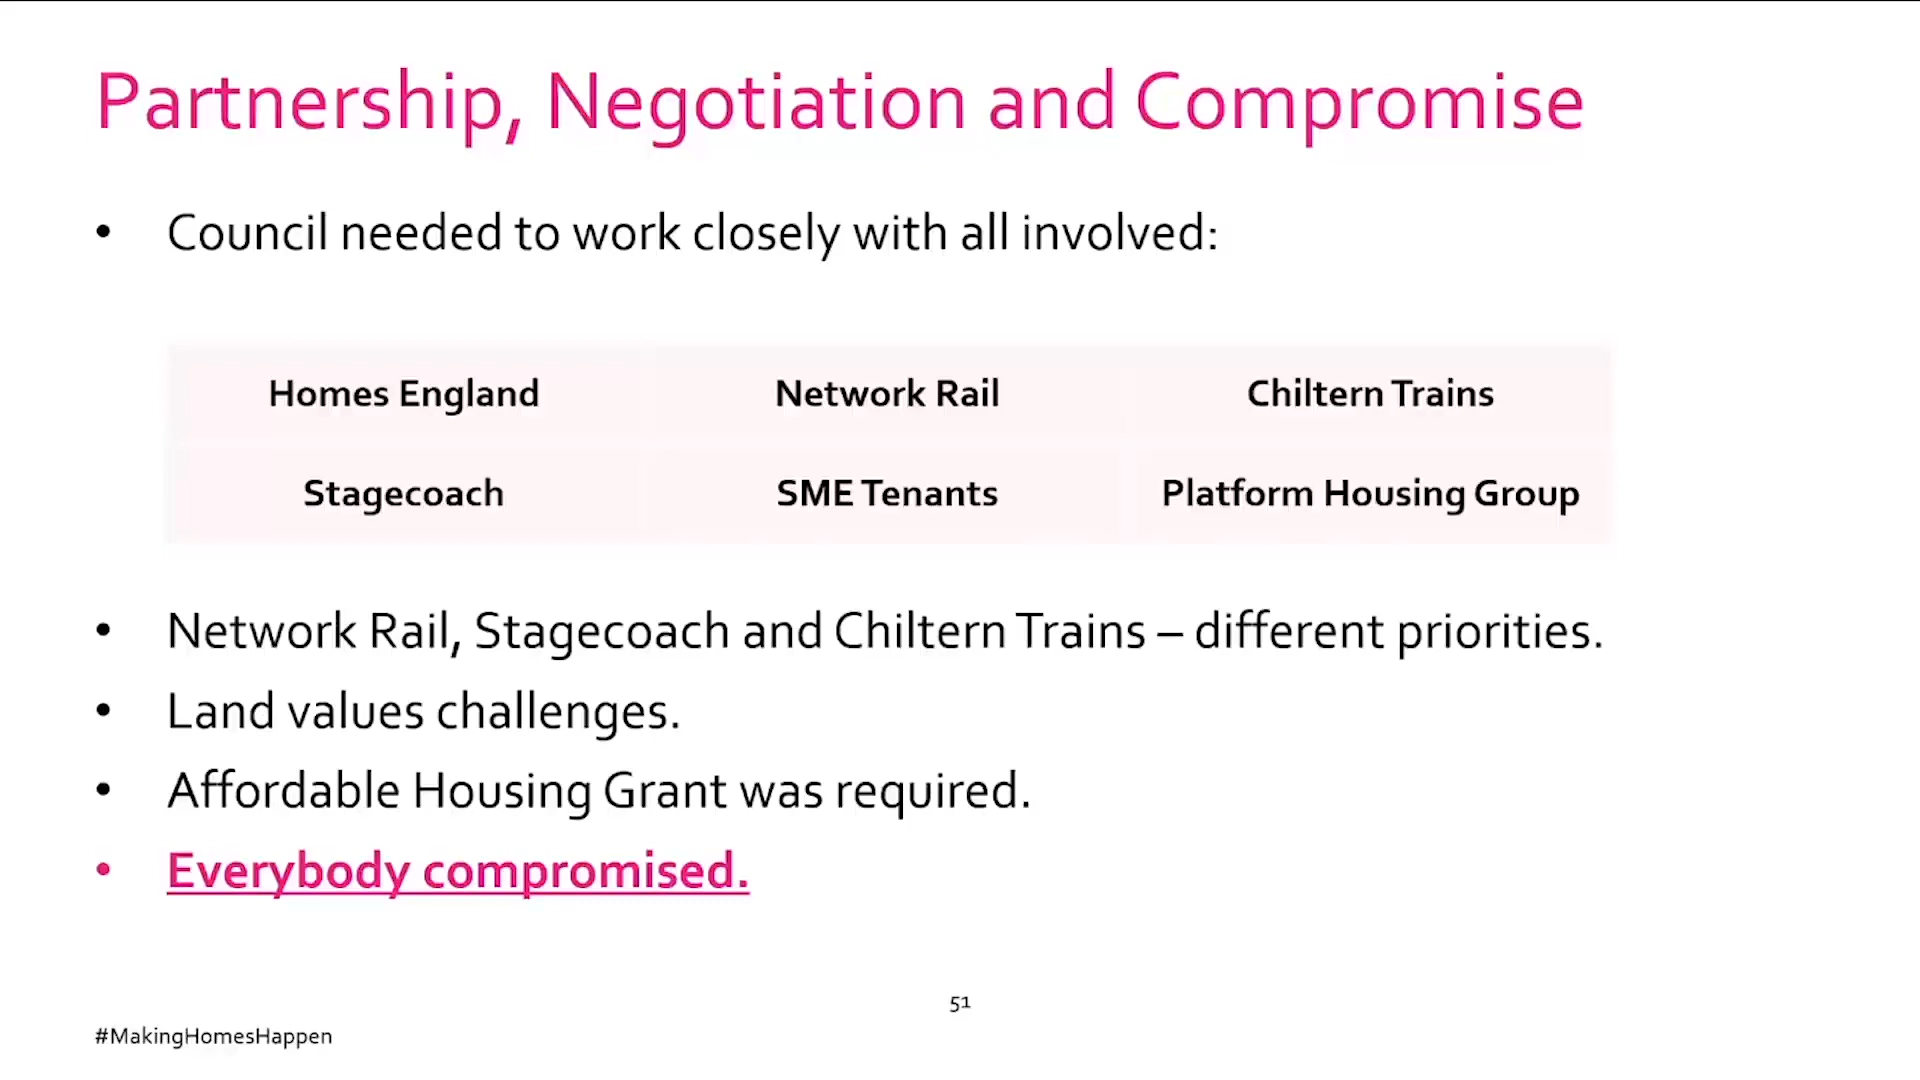 Partnership, Negotiation and Compromise
• Council needed to work closely with all involved:
Homes England Network Rail Chiltern Trains
Stagecoach SME Tenants Platform Housing Group
• Network Rail, Stagecoach and Chiltern Trains – different priorities.
• Land values challenges.
• Affordable Housing Grant was required.
• Everybody compromised.
51
#MakingHomesHappen